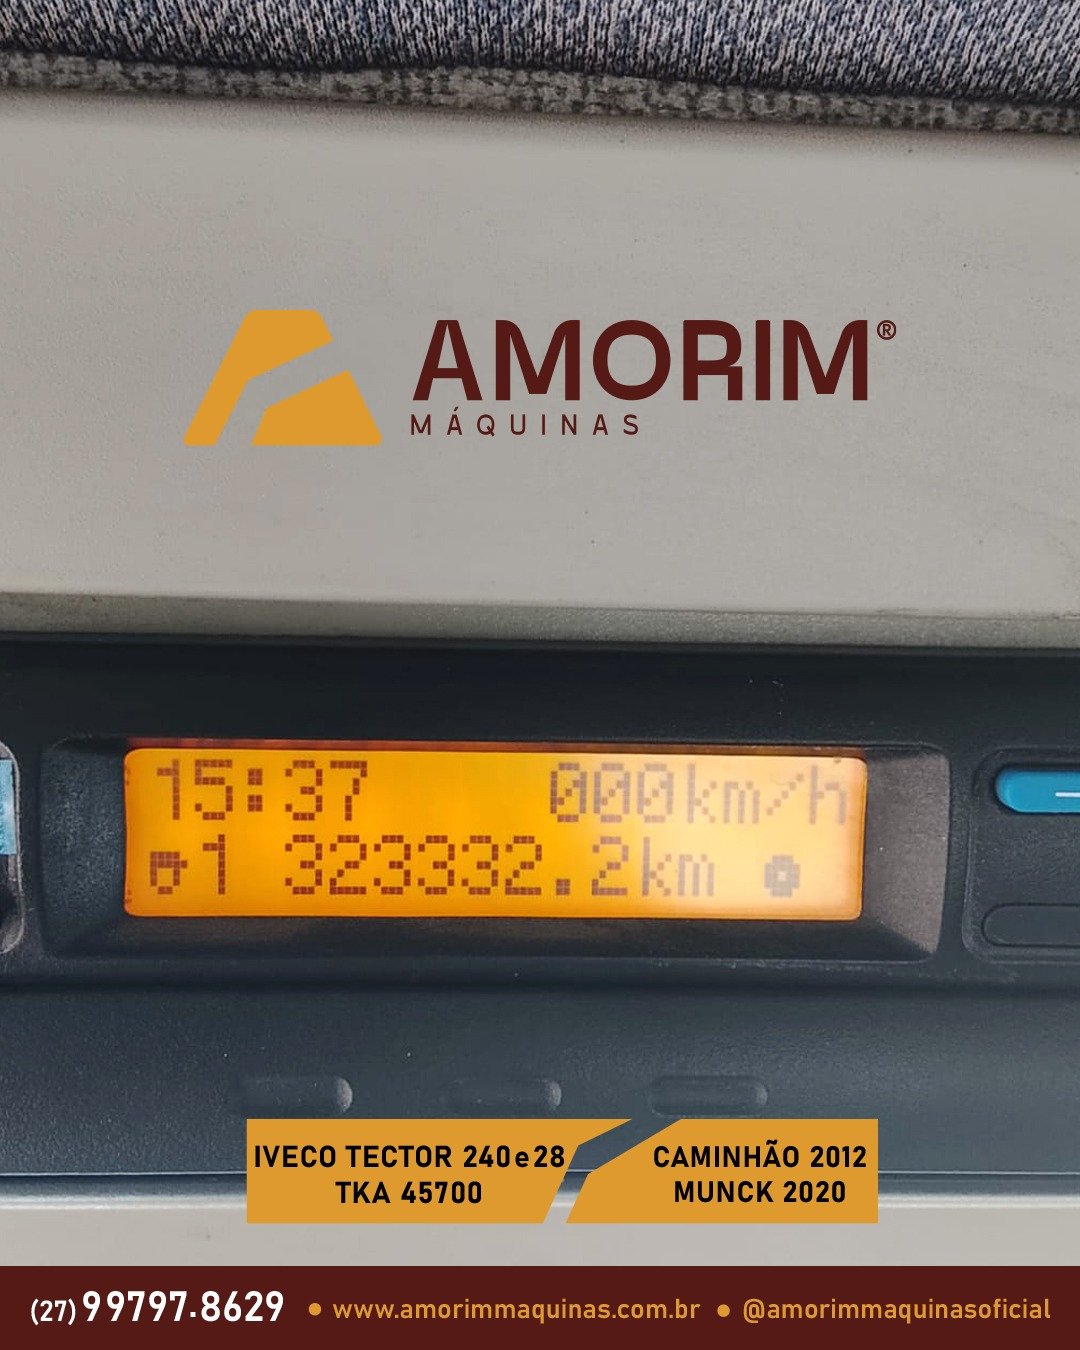 AMORIM®
MÁQUINAS
15:37 000km/h
1 323332.2km
IVECO TECTOR 240e28
TKA 45700
CAMINHÃO 2012
MUNCK 2020
(27) 99797.8629 • www.amorimmaquinas.com.br • @amorimmaquinasoficial